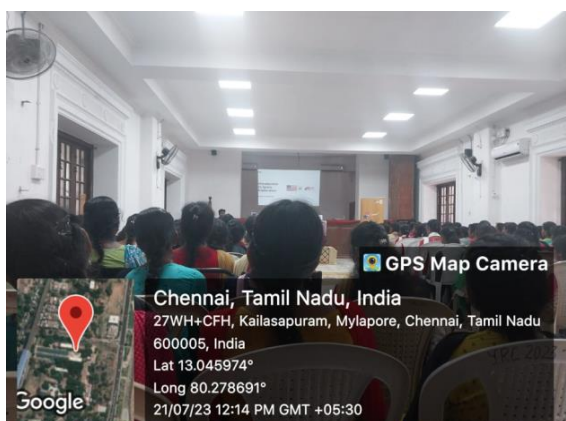 GPS Map Camera
Chennai, Tamil Nadu, India
27WH+CFH, Kailasapuram, Mylapore, Chennai, Tamil Nadu
600005, India
Lat 13.045974°
Long 80.278691°
Google
21/07/23 12:14 PM GMT +05:30